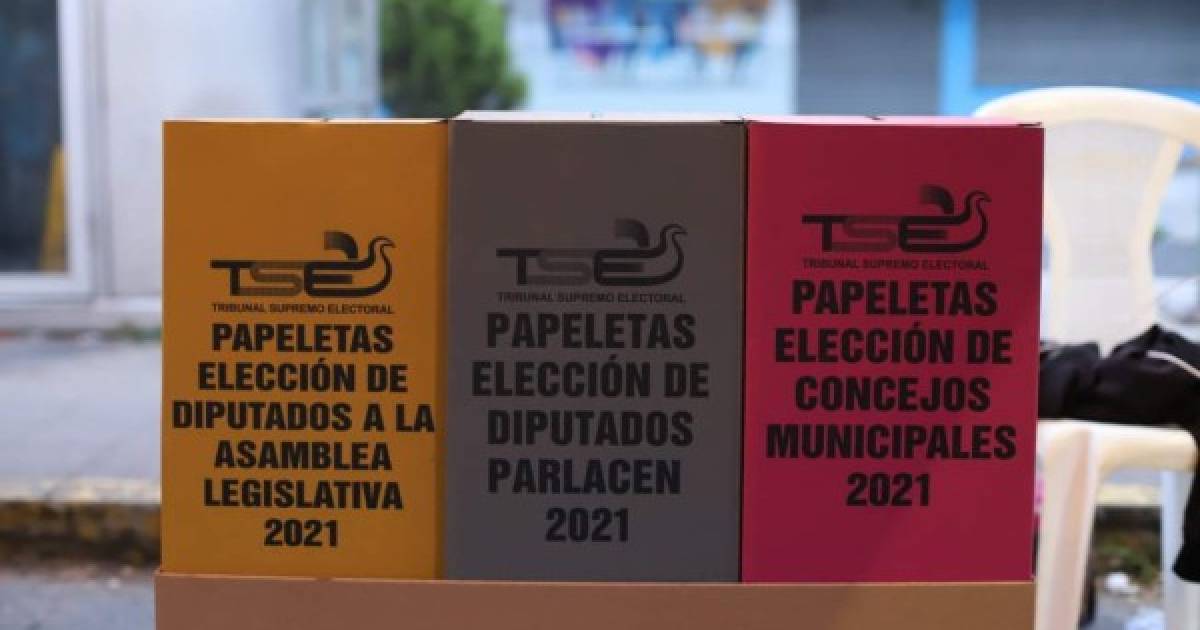 TSE
TRIBUNAL SUPREMO ELECTORAL
PAPELETAS
ELECCIÓN DE
DIPUTADOS A LA
ASAMBLEA
LEGISLATIVA
2021
TSE
TRIBUNAL SUPREMO ELECTORAL
PAPELETAS
ELECCIÓN DE
DIPUTADOS
PARLACEN
2021
TSE
TRIBUNAL SUPREMO ELECTORAL
PAPELETAS
ELECCIÓN DE
CONCEJOS
MUNICIPALES
2021